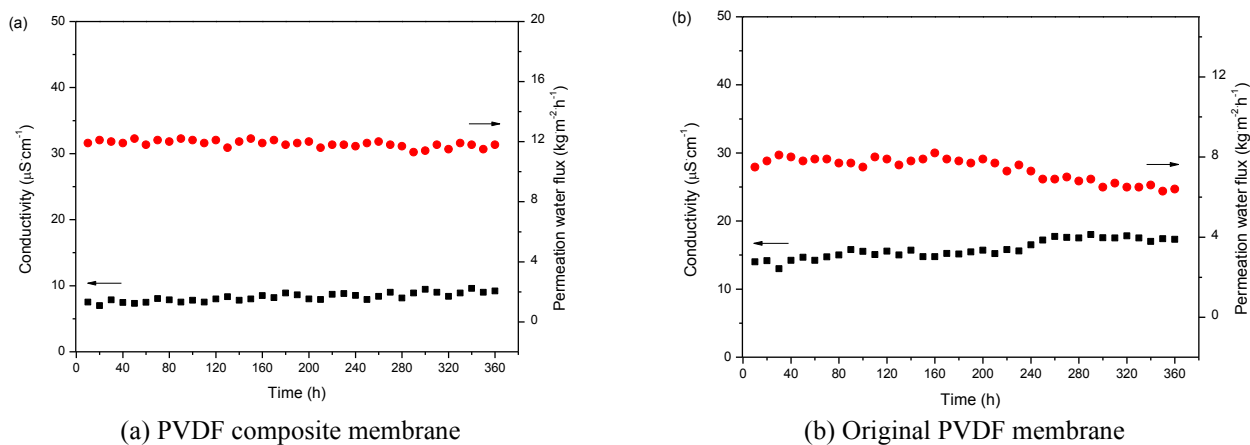 (a)
50
40
30
20
10
0
Conductivity (μS·cm⁻¹)
20
16
12
8
4
0
Permeation water flux (kg·m⁻²·h⁻¹)
0 40 80 120 160 200 240 280 320 360
Time (h)
(a) PVDF composite membrane
(b)
50
40
30
20
10
0
Conductivity (μS·cm⁻¹)
12
8
4
0
Permeation water flux (kg·m⁻²·h⁻¹)
0 40 80 120 160 200 240 280 320 360
Time (h)
(b) Original PVDF membrane